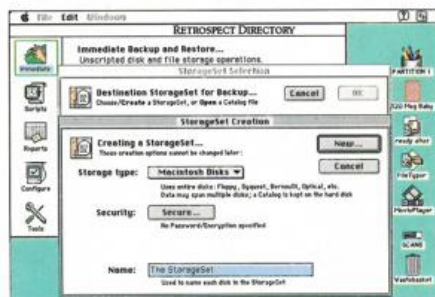 File Edit Windows
RETROSPECT DIRECTORY
Immediate Backup and Restore...
Unscripted disk and file storage operations.
StorageSet Selection
Destination StorageSet for Backup...
Choose/Create a StorageSet, or Open a Catalog File
Cancel
OK
StorageSet Creation
Creating a StorageSet...
These creation options cannot be changed later:
New...
Cancel
Storage type: Macintosh Disks
Uses entire disks: Floppy, Syquest, Bernoulli, Optical, etc.
Data may span multiple disks; a Catalog is kept on the hard disk
Security: Secure...
No Password/Encryption specified
Name: The StorageSet
Used to name each disk in the StorageSet
Immediate
Scripts
Reports
Configure
Tools
PARTITION 1
320 Meg Baby
ready shot
FileTyper
MoviePlayer
SCANS
Wastebasket